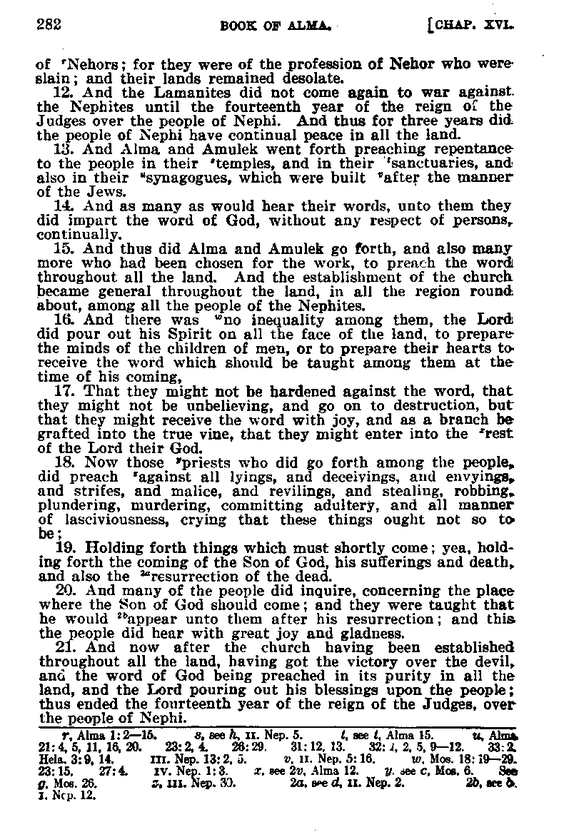 282 BOOK OF ALMA. [CHAP. XVI.
of rNehors; for they were of the profession of Nehor who were
slain; and their lands remained desolate.
12. And the Lamanites did not come again to war against
the Nephites until the fourteenth year of the reign of the
Judges over the people of Nephi. And thus for three years did
the people of Nephi have continual peace in all the land.
13. And Alma and Amulek went forth preaching repentance
to the people in their stemples, and in their tsanctuaries, and
also in their usynagogues, which were built vafter the manner
of the Jews.
14. And as many as would hear their words, unto them they
did impart the word of God, without any respect of persons,
continually.
15. And thus did Alma and Amulek go forth, and also many
more who had been chosen for the work, to preach the word
throughout all the land. And the establishment of the church
became general throughout the land, in all the region round
about, among all the people of the Nephites.
16. And there was wno inequality among them, the Lord
did pour out his Spirit on all the face of the land, to prepare
the minds of the children of men, or to prepare their hearts to
receive the word which should be taught among them at the
time of his coming,
17. That they might not be hardened against the word, that
they might not be unbelieving, and go on to destruction, but
that they might receive the word with joy, and as a branch be
grafted into the true vine, that they might enter into the xrest
of the Lord their God.
18. Now those ypriests who did go forth among the people,
did preach zagainst all lyings, and deceivings, and envyings,
and strifes, and malice, and revilings, and stealing, robbing,
plundering, murdering, committing adultery, and all manner
of lasciviousness, crying that these things ought not so to
be;
19. Holding forth things which must shortly come; yea, hold-
ing forth the coming of the Son of God, his sufferings and death,
and also the 2aresurrection of the dead.
20. And many of the people did inquire, concerning the place
where the Son of God should come; and they were taught that
he would 2bappear unto them after his resurrection; and this
the people did hear with great joy and gladness.
21. And now after the church having been established
throughout all the land, having got the victory over the devil,
and the word of God being preached in its purity in all the
land, and the Lord pouring out his blessings upon the people;
thus ended the fourteenth year of the reign of the Judges, over
the people of Nephi.
r, Alma 1:2—15. s, see h, II. Nep. 5. t, see i, Alma 15. u, Alma
21:4, 5, 11, 16, 20. 23:2, 4. 26:29. 31:12, 13. 32:1, 2, 5, 9—12. 33:2.
Hela. 3:9, 14. III. Nep. 13:2, 5. v, II. Nep. 5:16. w, Mos. 18:19—29.
23:15. 27:4. IV. Nep. 1:3. x, see 2v, Alma 12. y. see c, Mos. 6. See
g, Mos. 26. z, III. Nep. 30. 2a, see d, II. Nep. 2. 2b, see b.
I. Nep. 12.